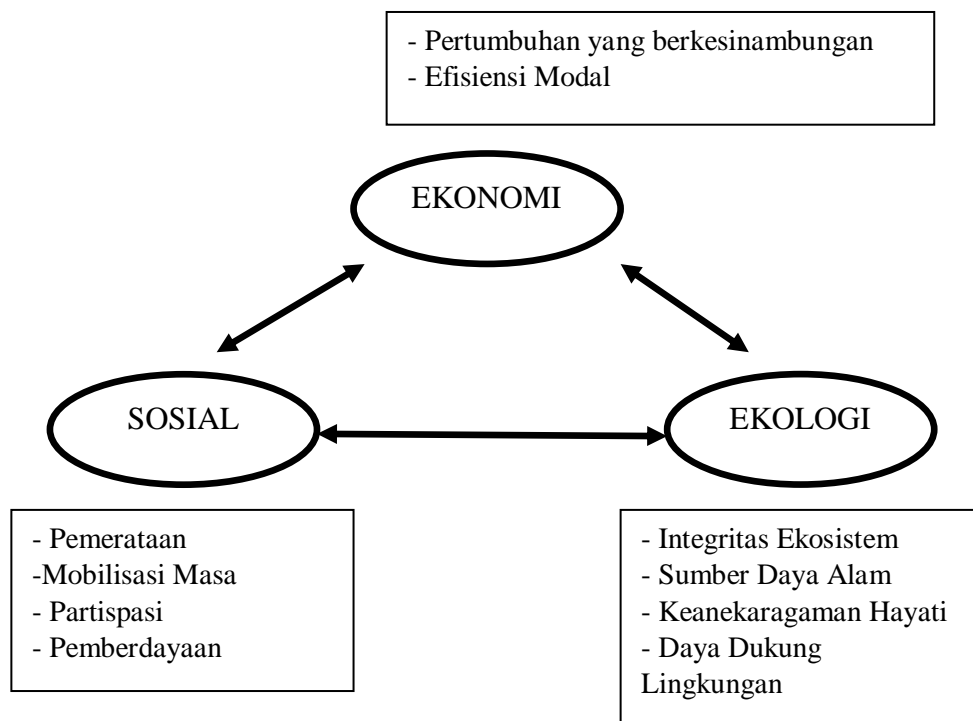 - Pertumbuhan yang berkesinambungan
- Efisiensi Modal
EKONOMI
SOSIAL
EKOLOGI
- Pemerataan
-Mobilisasi Masa
- Partispasi
- Pemberdayaan
- Integritas Ekosistem
- Sumber Daya Alam
- Keanekaragaman Hayati
- Daya Dukung
Lingkungan